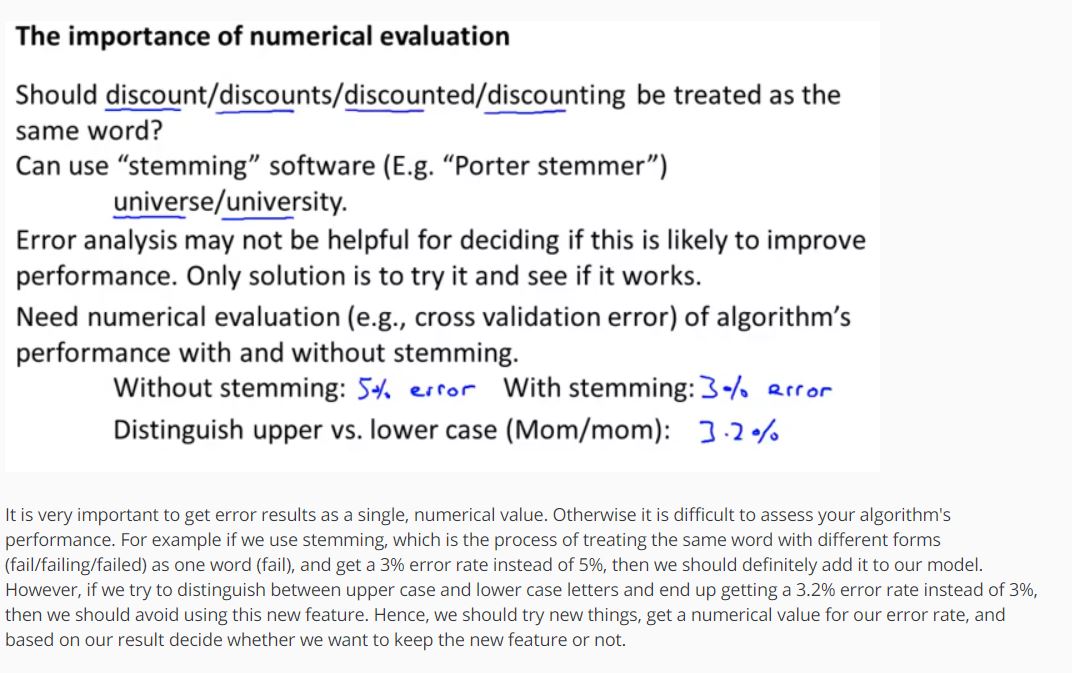 The importance of numerical evaluation
Should discount/discounts/discounted/discounting be treated as the
same word?
Can use “stemming” software (E.g. “Porter stemmer”)
universe/university.
Error analysis may not be helpful for deciding if this is likely to improve
performance. Only solution is to try it and see if it works.
Need numerical evaluation (e.g., cross validation error) of algorithm’s
performance with and without stemming.
Without stemming: 5% error With stemming: 3% error
Distinguish upper vs. lower case (Mom/mom): 3.2%
It is very important to get error results as a single, numerical value. Otherwise it is difficult to assess your algorithm's
performance. For example if we use stemming, which is the process of treating the same word with different forms
(fail/failing/failed) as one word (fail), and get a 3% error rate instead of 5%, then we should definitely add it to our model.
However, if we try to distinguish between upper case and lower case letters and end up getting a 3.2% error rate instead of 3%,
then we should avoid using this new feature. Hence, we should try new things, get a numerical value for our error rate, and
based on our result decide whether we want to keep the new feature or not.